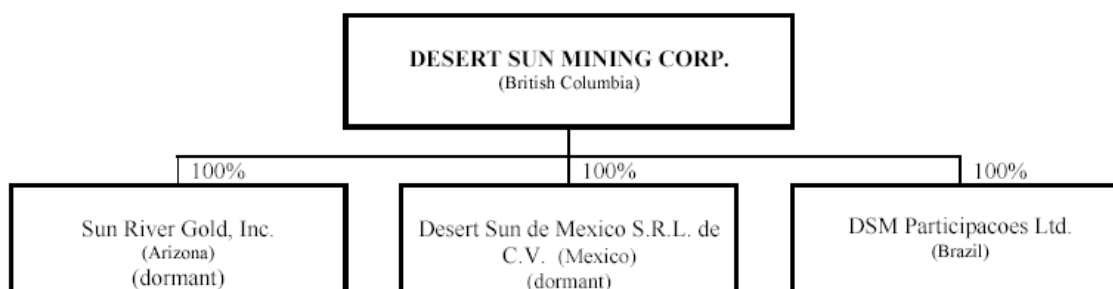 DESERT SUN MINING CORP.
(British Columbia)
100%
100%
100%
Sun River Gold, Inc.
(Arizona)
(dormant)
Desert Sun de Mexico S.R.L. de
C.V. (Mexico)
(dormant)
DSM Participacoes Ltd.
(Brazil)